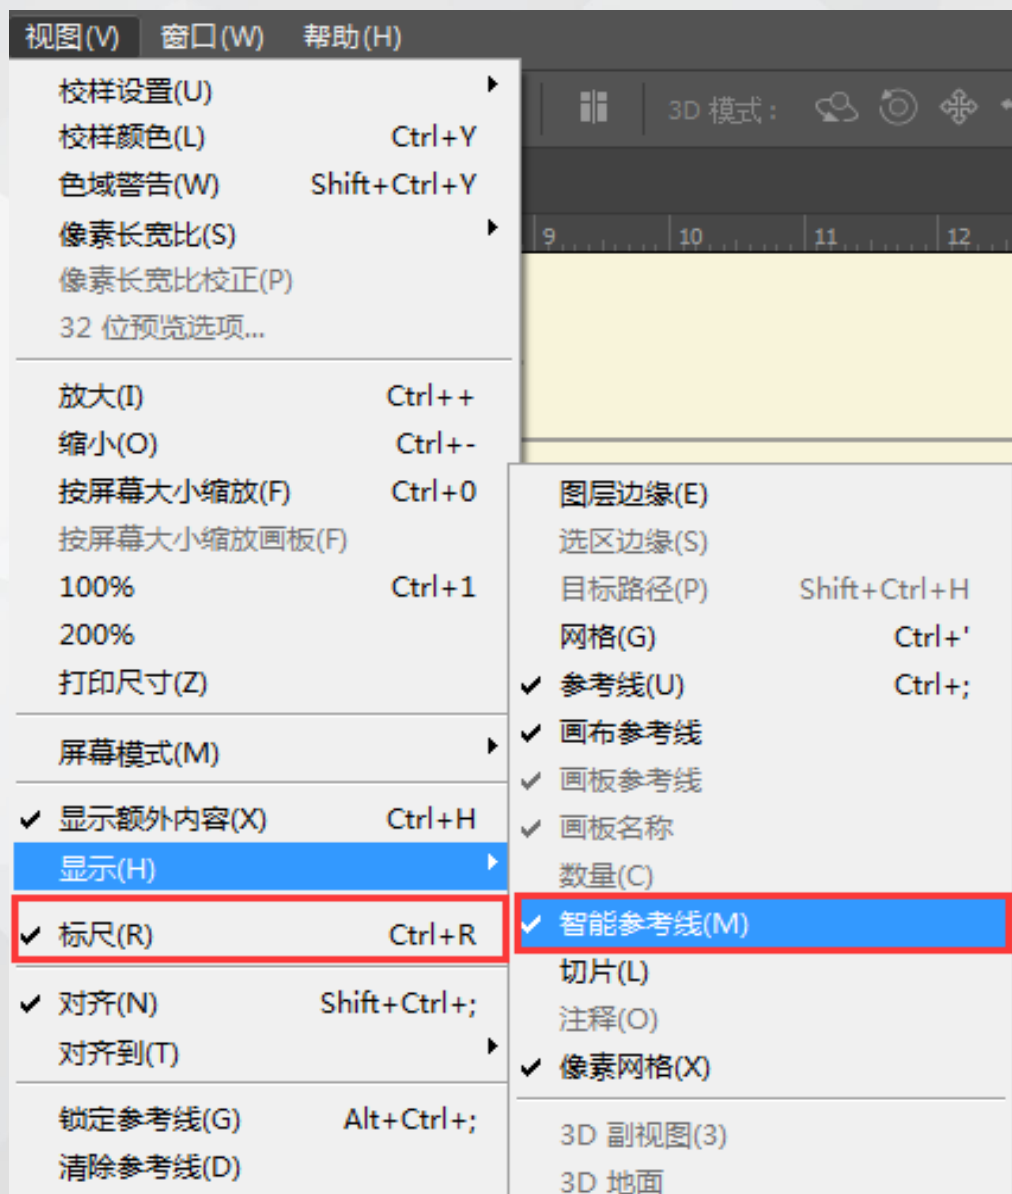 视图(V) 窗口(W) 帮助(H)
3D 模式：
9 10 11 12
校样设置(U)
校样颜色(L) Ctrl+Y
色域警告(W) Shift+Ctrl+Y
像素长宽比(S)
像素长宽比校正(P)
32 位预览选项...
放大(I) Ctrl++
缩小(O) Ctrl+-
按屏幕大小缩放(F) Ctrl+0
按屏幕大小缩放画板(F)
100% Ctrl+1
200%
打印尺寸(Z)
屏幕模式(M)
显示额外内容(X) Ctrl+H
显示(H)
标尺(R) Ctrl+R
对齐(N) Shift+Ctrl+;
对齐到(T)
锁定参考线(G) Alt+Ctrl+;
清除参考线(D)
图层边缘(E)
选区边缘(S)
目标路径(P) Shift+Ctrl+H
网格(G) Ctrl+'
参考线(U) Ctrl+;
画布参考线
画板参考线
画板名称
数量(C)
智能参考线(M)
切片(L)
注释(O)
像素网格(X)
3D 副视图(3)
3D 地面